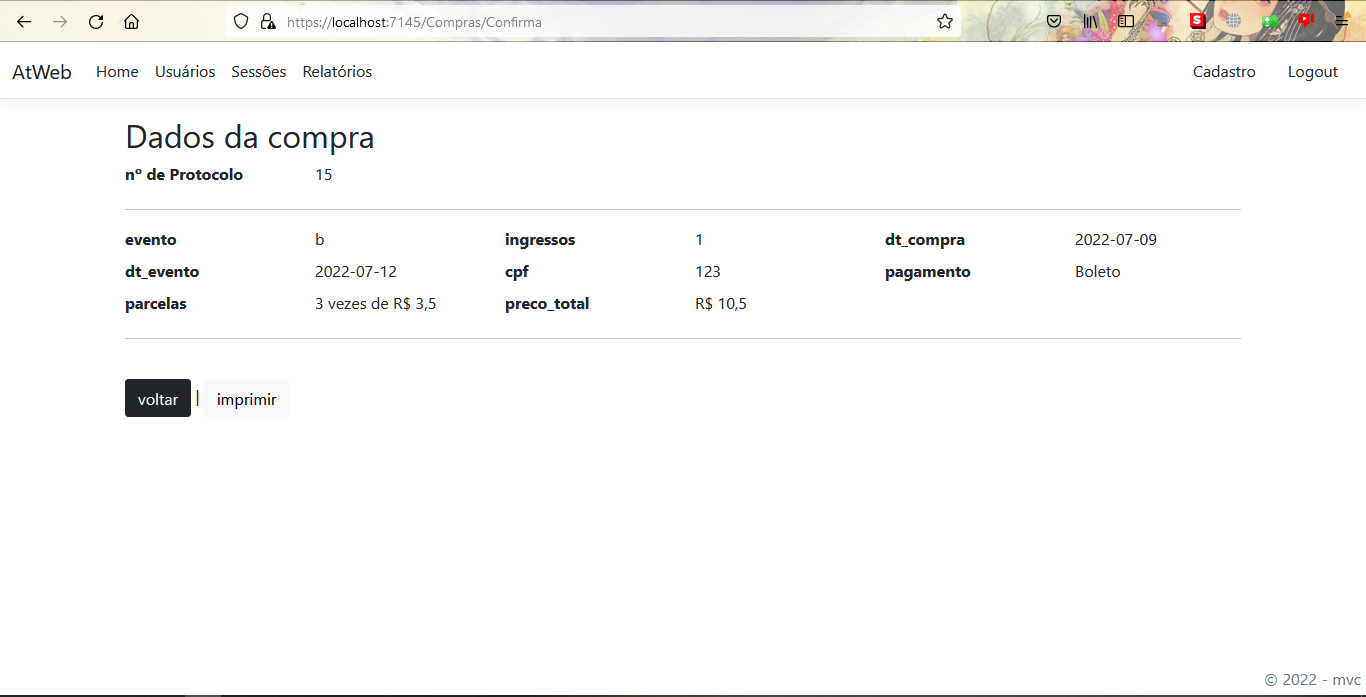 https://localhost:7145/Compras/Confirma
S
AtWeb Home Usuários Sessões Relatórios Cadastro Logout
Dados da compra
nº de Protocolo 15
evento b ingressos 1 dt_compra 2022-07-09
dt_evento 2022-07-12 cpf 123 pagamento Boleto
parcelas 3 vezes de R$ 3,5 preco_total R$ 10,5
voltar | imprimir
© 2022 - mvc